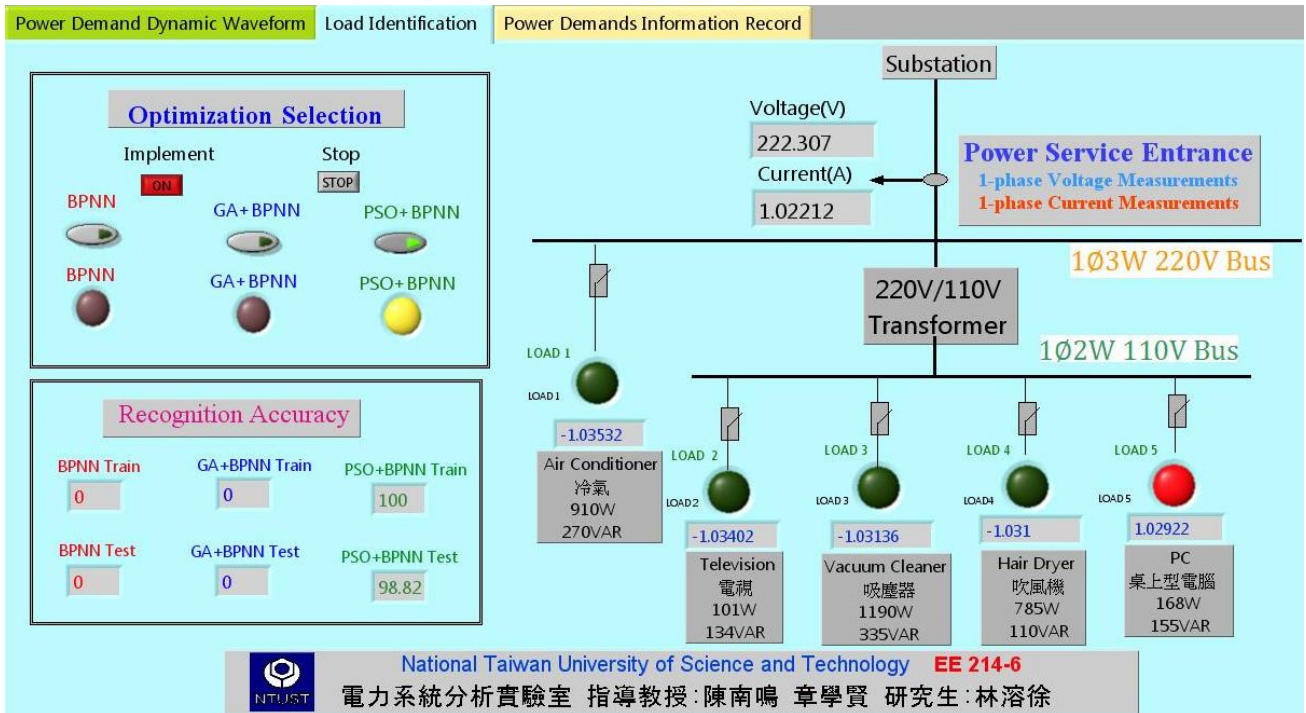 Power Demand Dynamic Waveform
Load Identification
Power Demands Information Record
Optimization Selection
Implement
Stop
ON
STOP
BPNN
GA+BPNN
PSO+BPNN
BPNN
GA+BPNN
PSO+BPNN
Recognition Accuracy
BPNN Train
GA+BPNN Train
PSO+BPNN Train
0
0
100
BPNN Test
GA+BPNN Test
PSO+BPNN Test
0
0
98.82
Substation
Voltage(V)
222.307
Current(A)
1.02212
Power Service Entrance
1-phase Voltage Measurements
1-phase Current Measurements
1Ø3W 220V Bus
220V/110V
Transformer
1Ø2W 110V Bus
LOAD 1
LOAD1
-1.03532
Air Conditioner
冷氣
910W
270VAR
LOAD 2
LOAD2
-1.03402
Television
電視
101W
134VAR
LOAD 3
LOAD3
-1.03136
Vacuum Cleaner
吸塵器
1190W
335VAR
LOAD 4
LOAD4
-1.031
Hair Dryer
吹風機
785W
110VAR
LOAD 5
LOAD5
1.02922
PC
桌上型電腦
168W
155VAR
NTUST
National Taiwan University of Science and Technology EE 214-6
電力系統分析實驗室 指導教授:陳南鳴 章學賢 研究生:林溶徐